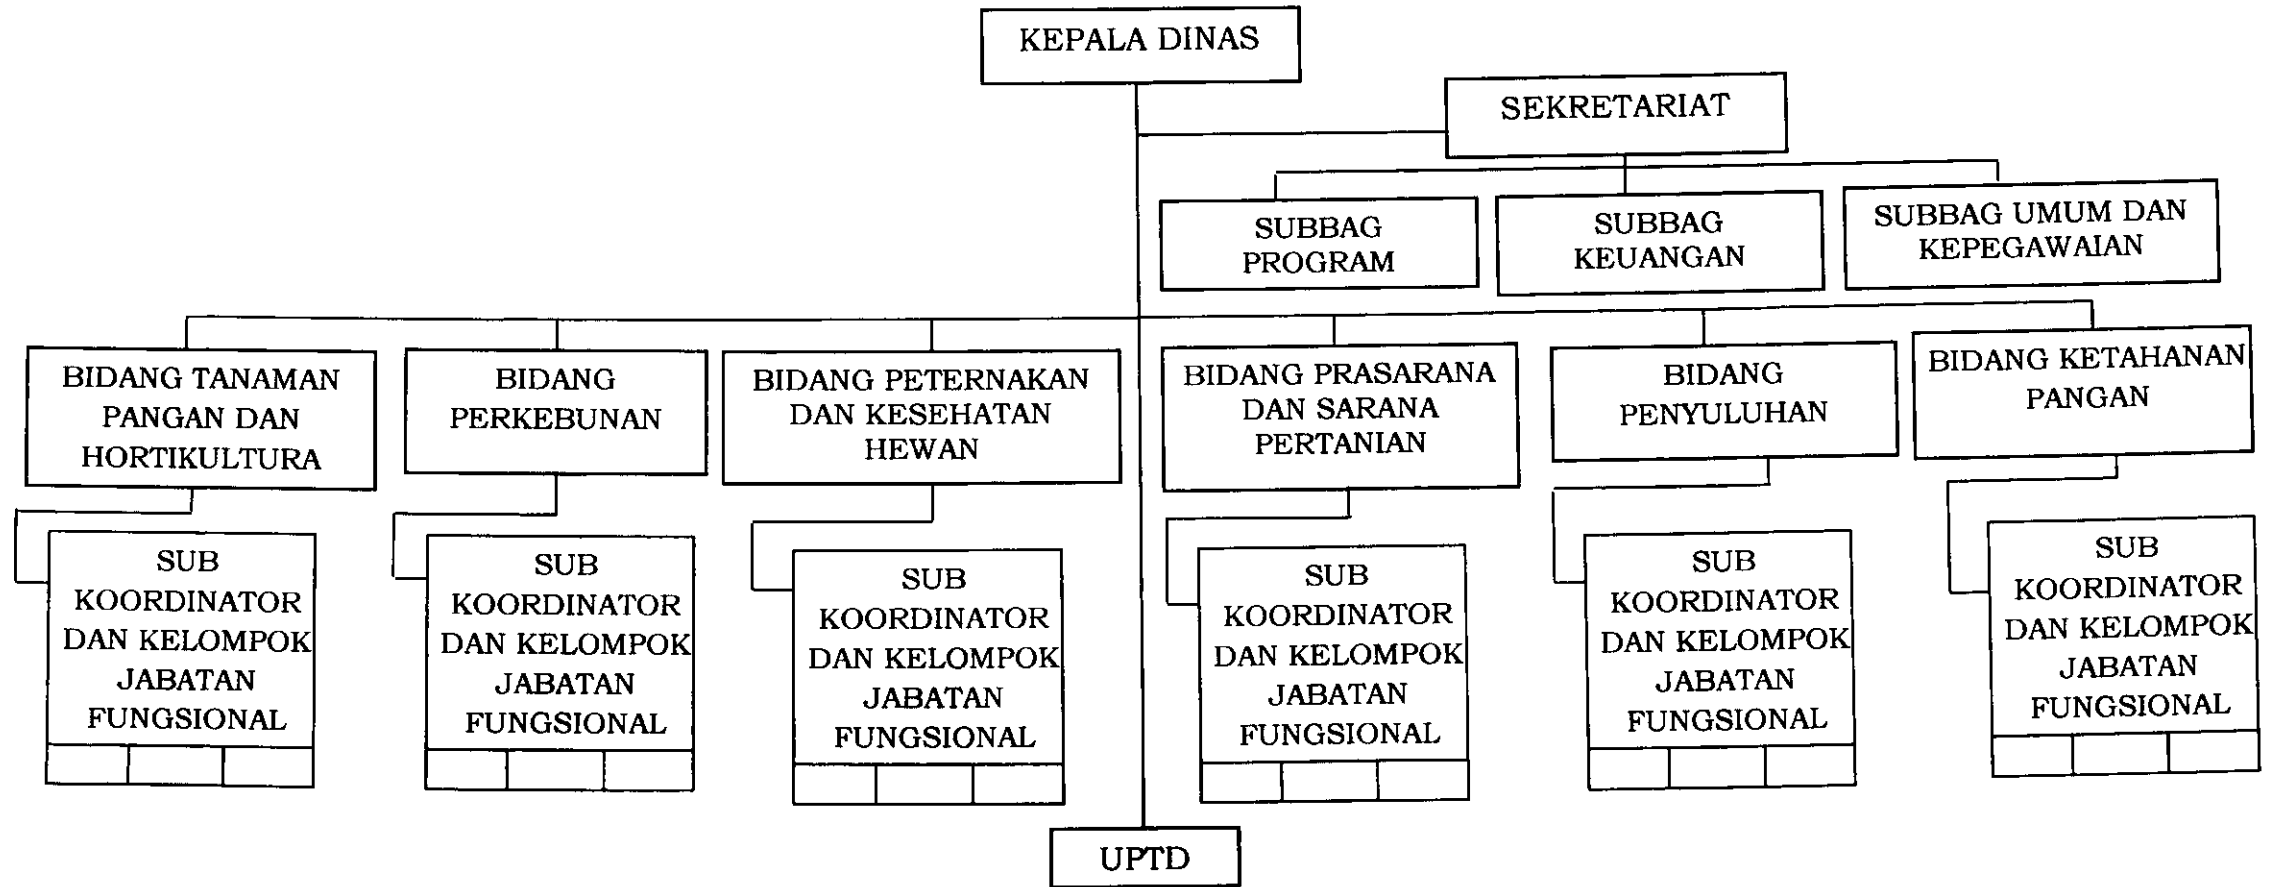 KEPALA DINAS
SEKRETARIAT
SUBBAG
PROGRAM
SUBBAG
KEUANGAN
SUBBAG UMUM DAN
KEPEGAWAIAN
BIDANG TANAMAN
PANGAN DAN
HORTIKULTURA
BIDANG
PERKEBUNAN
BIDANG PETERNAKAN
DAN KESEHATAN
HEWAN
BIDANG PRASARANA
DAN SARANA
PERTANIAN
BIDANG
PENYULUHAN
BIDANG KETAHANAN
PANGAN
SUB
KOORDINATOR
DAN KELOMPOK
JABATAN
FUNGSIONAL
SUB
KOORDINATOR
DAN KELOMPOK
JABATAN
FUNGSIONAL
SUB
KOORDINATOR
DAN KELOMPOK
JABATAN
FUNGSIONAL
SUB
KOORDINATOR
DAN KELOMPOK
JABATAN
FUNGSIONAL
SUB
KOORDINATOR
DAN KELOMPOK
JABATAN
FUNGSIONAL
SUB
KOORDINATOR
DAN KELOMPOK
JABATAN
FUNGSIONAL
UPTD